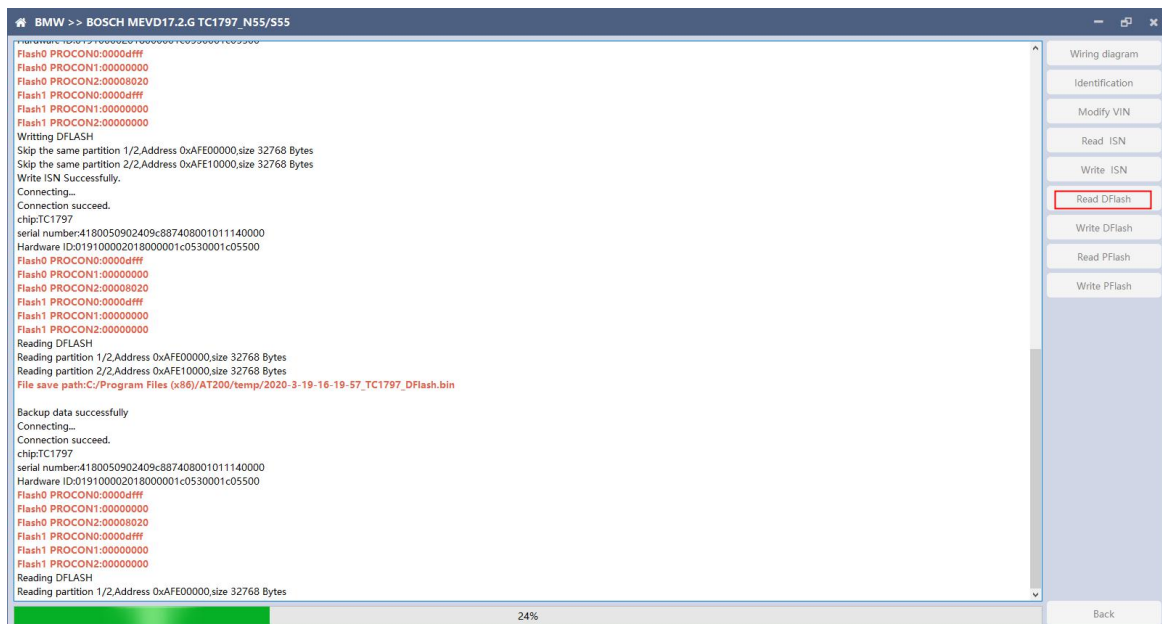 BMW >> BOSCH MEVD17.2.G TC1797_N55/S55
Flash0 PROCON0:0000dfff
Flash0 PROCON1:00000000
Flash0 PROCON2:00008020
Flash1 PROCON0:0000dfff
Flash1 PROCON1:00000000
Flash1 PROCON2:00000000
Writting DFLASH
Skip the same partition 1/2,Address 0xAFE00000,size 32768 Bytes
Skip the same partition 2/2,Address 0xAFE10000,size 32768 Bytes
Write ISN Successfully.
Connecting...
Connection succeed.
chip:TC1797
serial number:4180050902409c887408001011140000
Hardware ID:019100002018000001c0530001c05500
Flash0 PROCON0:0000dfff
Flash0 PROCON1:00000000
Flash0 PROCON2:00008020
Flash1 PROCON0:0000dfff
Flash1 PROCON1:00000000
Flash1 PROCON2:00000000
Reading DFLASH
Reading partition 1/2,Address 0xAFE00000,size 32768 Bytes
Reading partition 2/2,Address 0xAFE10000,size 32768 Bytes
File save path:C:/Program Files (x86)/AT200/temp/2020-3-19-16-19-57_TC1797_DFlash.bin
Backup data successfully
Connecting...
Connection succeed.
chip:TC1797
serial number:4180050902409c887408001011140000
Hardware ID:019100002018000001c0530001c05500
Flash0 PROCON0:0000dfff
Flash0 PROCON1:00000000
Flash0 PROCON2:00008020
Flash1 PROCON0:0000dfff
Flash1 PROCON1:00000000
Flash1 PROCON2:00000000
Reading DFLASH
Reading partition 1/2,Address 0xAFE00000,size 32768 Bytes
24%
Wiring diagram
Identification
Modify VIN
Read ISN
Write ISN
Read DFlash
Write DFlash
Read PFlash
Write PFlash
Back